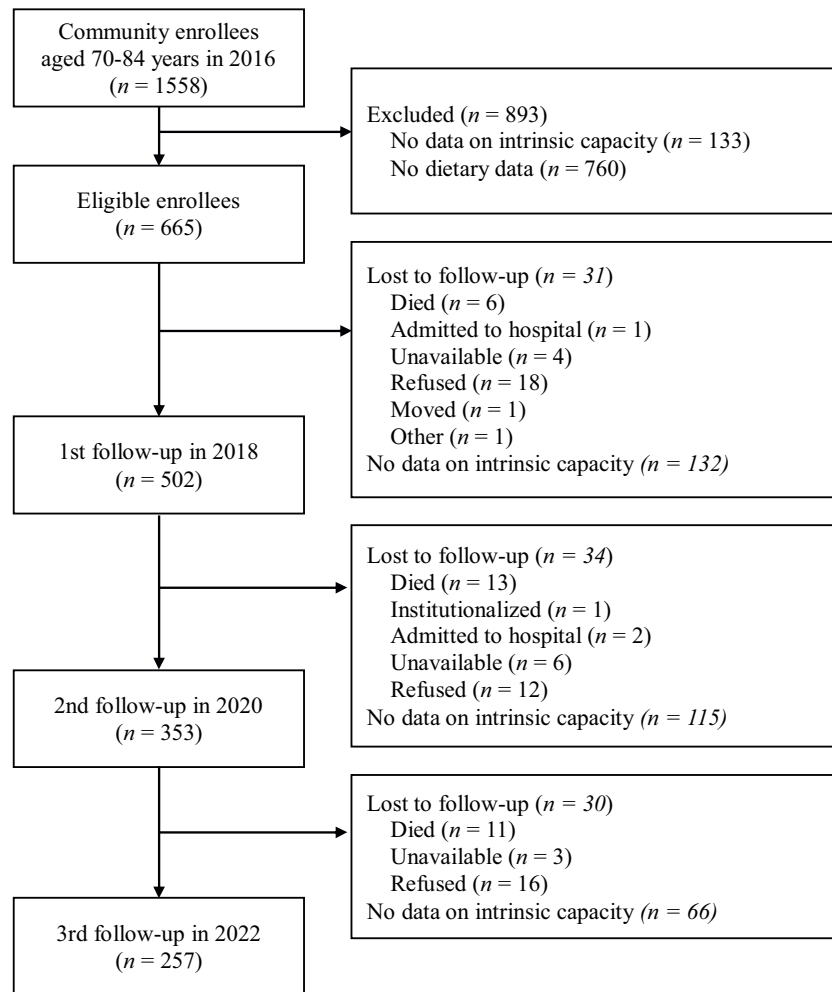 Community enrollees
aged 70-84 years in 2016
(n = 1558)
Excluded (n = 893)
No data on intrinsic capacity (n = 133)
No dietary data (n = 760)
Eligible enrollees
(n = 665)
Lost to follow-up (n = 31)
Died (n = 6)
Admitted to hospital (n = 1)
Unavailable (n = 4)
Refused (n = 18)
Moved (n = 1)
Other (n = 1)
No data on intrinsic capacity (n = 132)
1st follow-up in 2018
(n = 502)
Lost to follow-up (n = 34)
Died (n = 13)
Institutionalized (n = 1)
Admitted to hospital (n = 2)
Unavailable (n = 6)
Refused (n = 12)
No data on intrinsic capacity (n = 115)
2nd follow-up in 2020
(n = 353)
Lost to follow-up (n = 30)
Died (n = 11)
Unavailable (n = 3)
Refused (n = 16)
No data on intrinsic capacity (n = 66)
3rd follow-up in 2022
(n = 257)